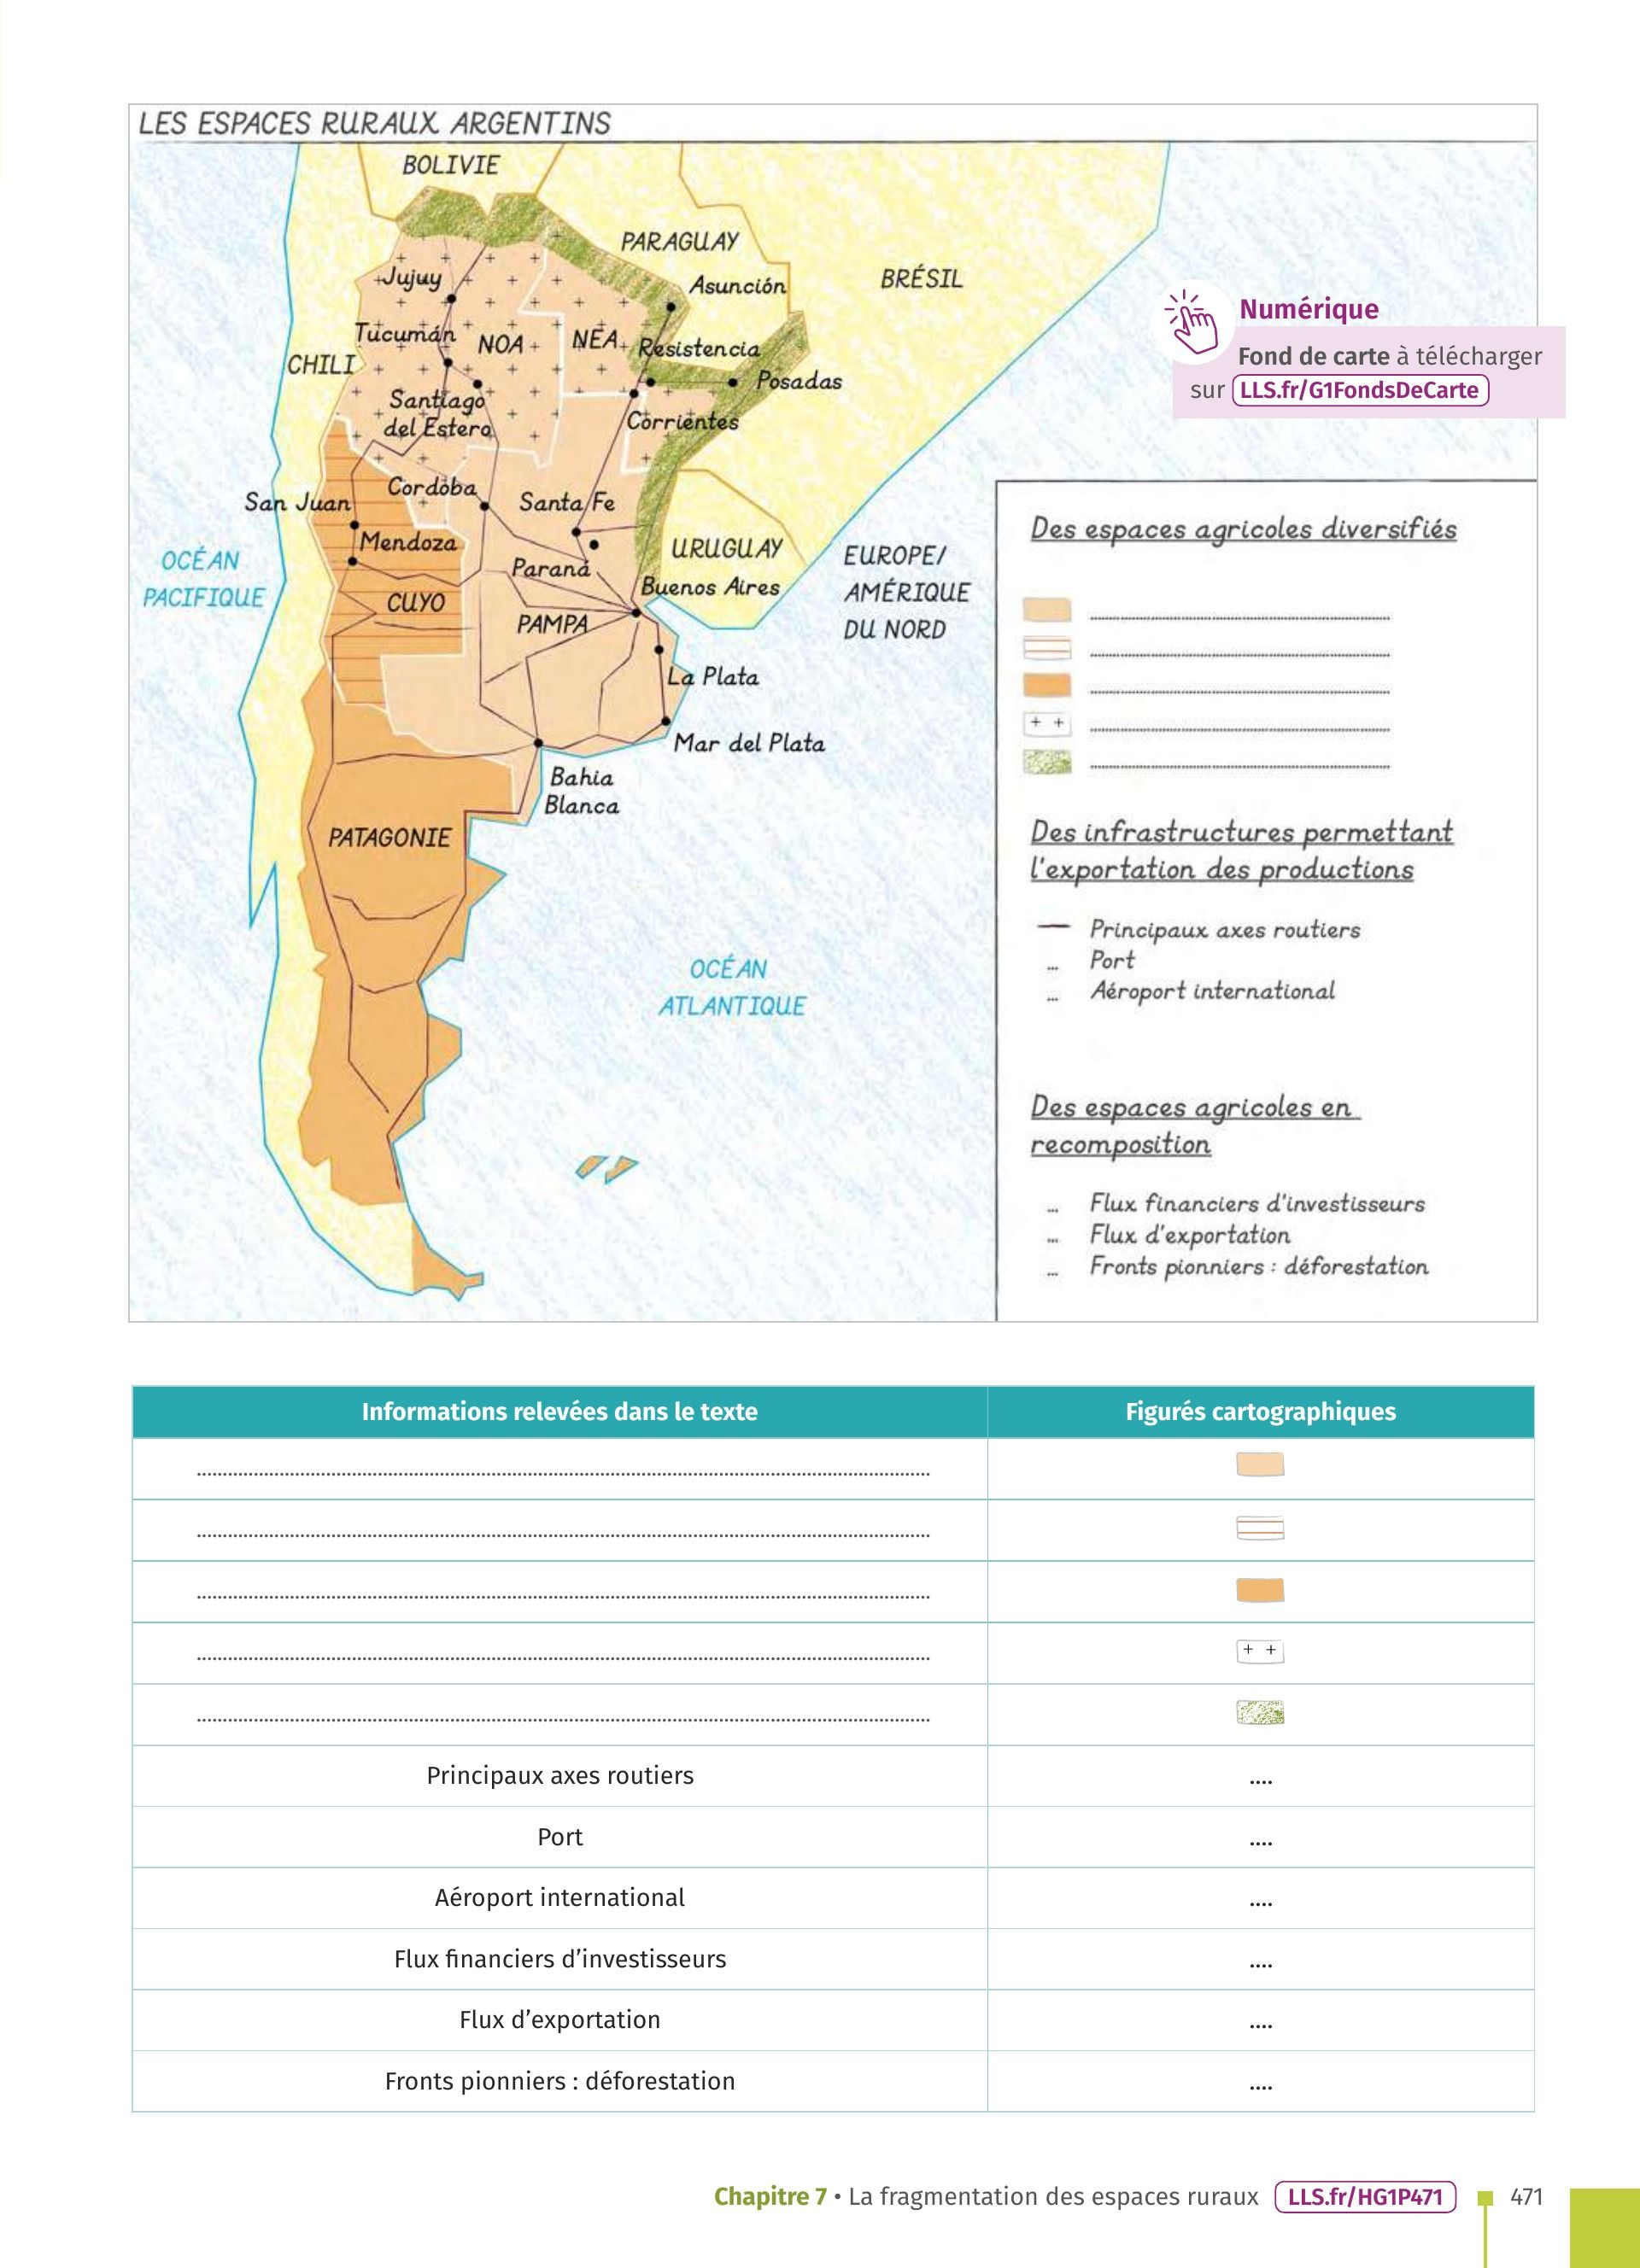 LES ESPACES RURAUX ARGENTINS
BOLIVIE
PARAGUAY
BRÉSIL
Jujuy
Asunción
Numérique
Fond de carte à télécharger
sur LLS.fr/G1FondsDeCarte
Tucumán
NOA
NEA
Resistencia
CHILI
Posadas
Santiago
del Estero
Corrientes
Cordóba
San Juan
Santa Fe
Mendoza
Paraná
URUGUAY
OCÉAN
PACIFIQUE
EUROPE/
AMÉRIQUE
DU NORD
CUYO
Buenos Aires
PAMPA
La Plata
Mar del Plata
Bahia
Blanca
PATAGONIE
OCÉAN
ATLANTIQUE
Des espaces agricoles diversifiés
+ +
Des infrastructures permettant
l'exportation des productions
Principaux axes routiers
... Port
... Aéroport international
Des espaces agricoles en
recomposition
... Flux financiers d'investisseurs
... Flux d'exportation
... Fronts pionniers : déforestation
Informations relevées dans le texte Figurés cartographiques
+ +
Principaux axes routiers ....
Port ....
Aéroport international ....
Flux financiers d’investisseurs ....
Flux d’exportation ....
Fronts pionniers : déforestation ....
Chapitre 7 • La fragmentation des espaces ruraux LLS.fr/HG1P471 471